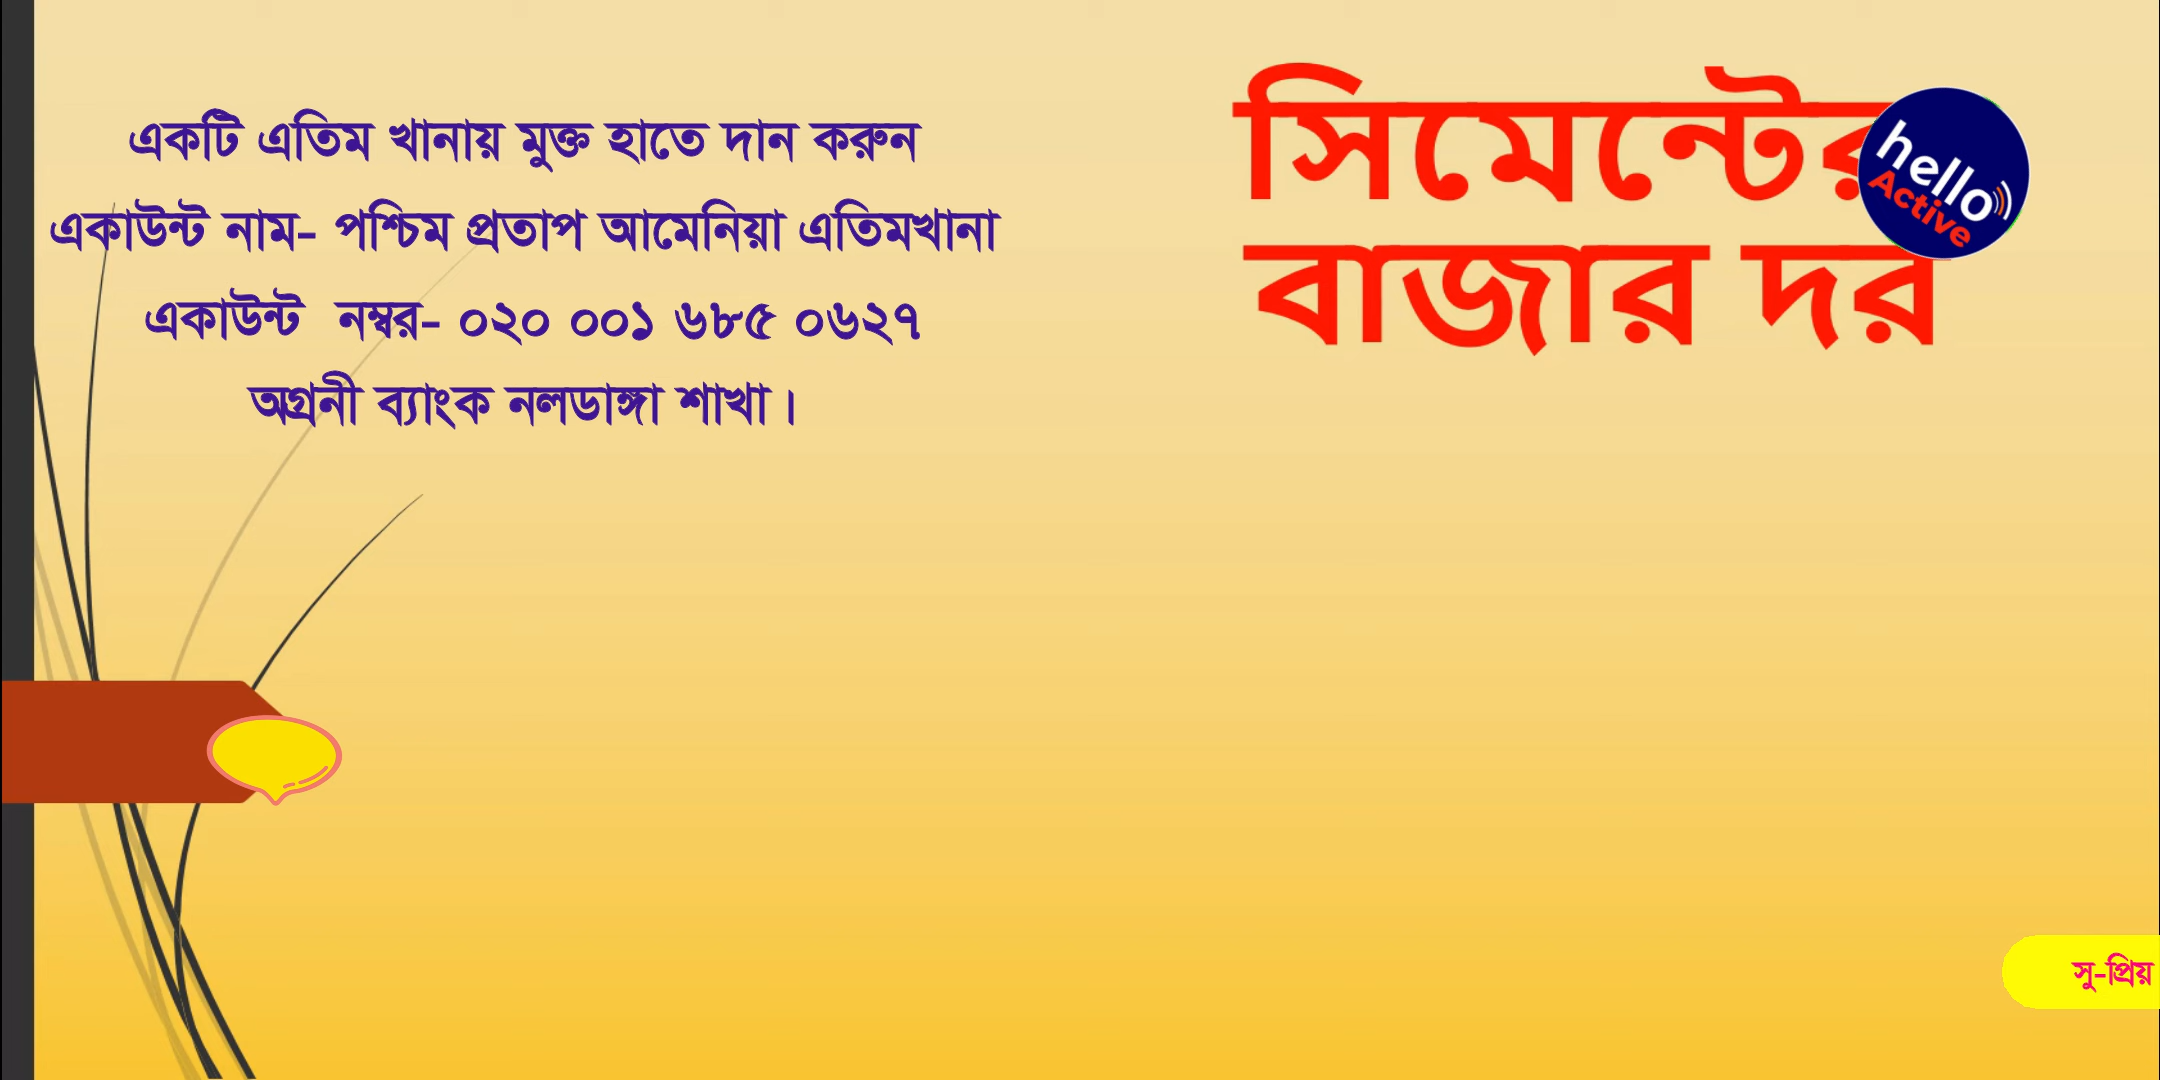 একটি এতিম খানায় মুক্ত হাতে দান করুন
একাউন্ট নাম- পশ্চিম প্রতাপ আমেনিয়া এতিমখানা
একাউন্ট নম্বর- ০২০ ০০১ ৬৮৫ ০৬২৭
অগ্রনী ব্যাংক নলডাঙ্গা শাখা।
সিমেন্টের
বাজার দর
hello
Active
সু-প্রিয়